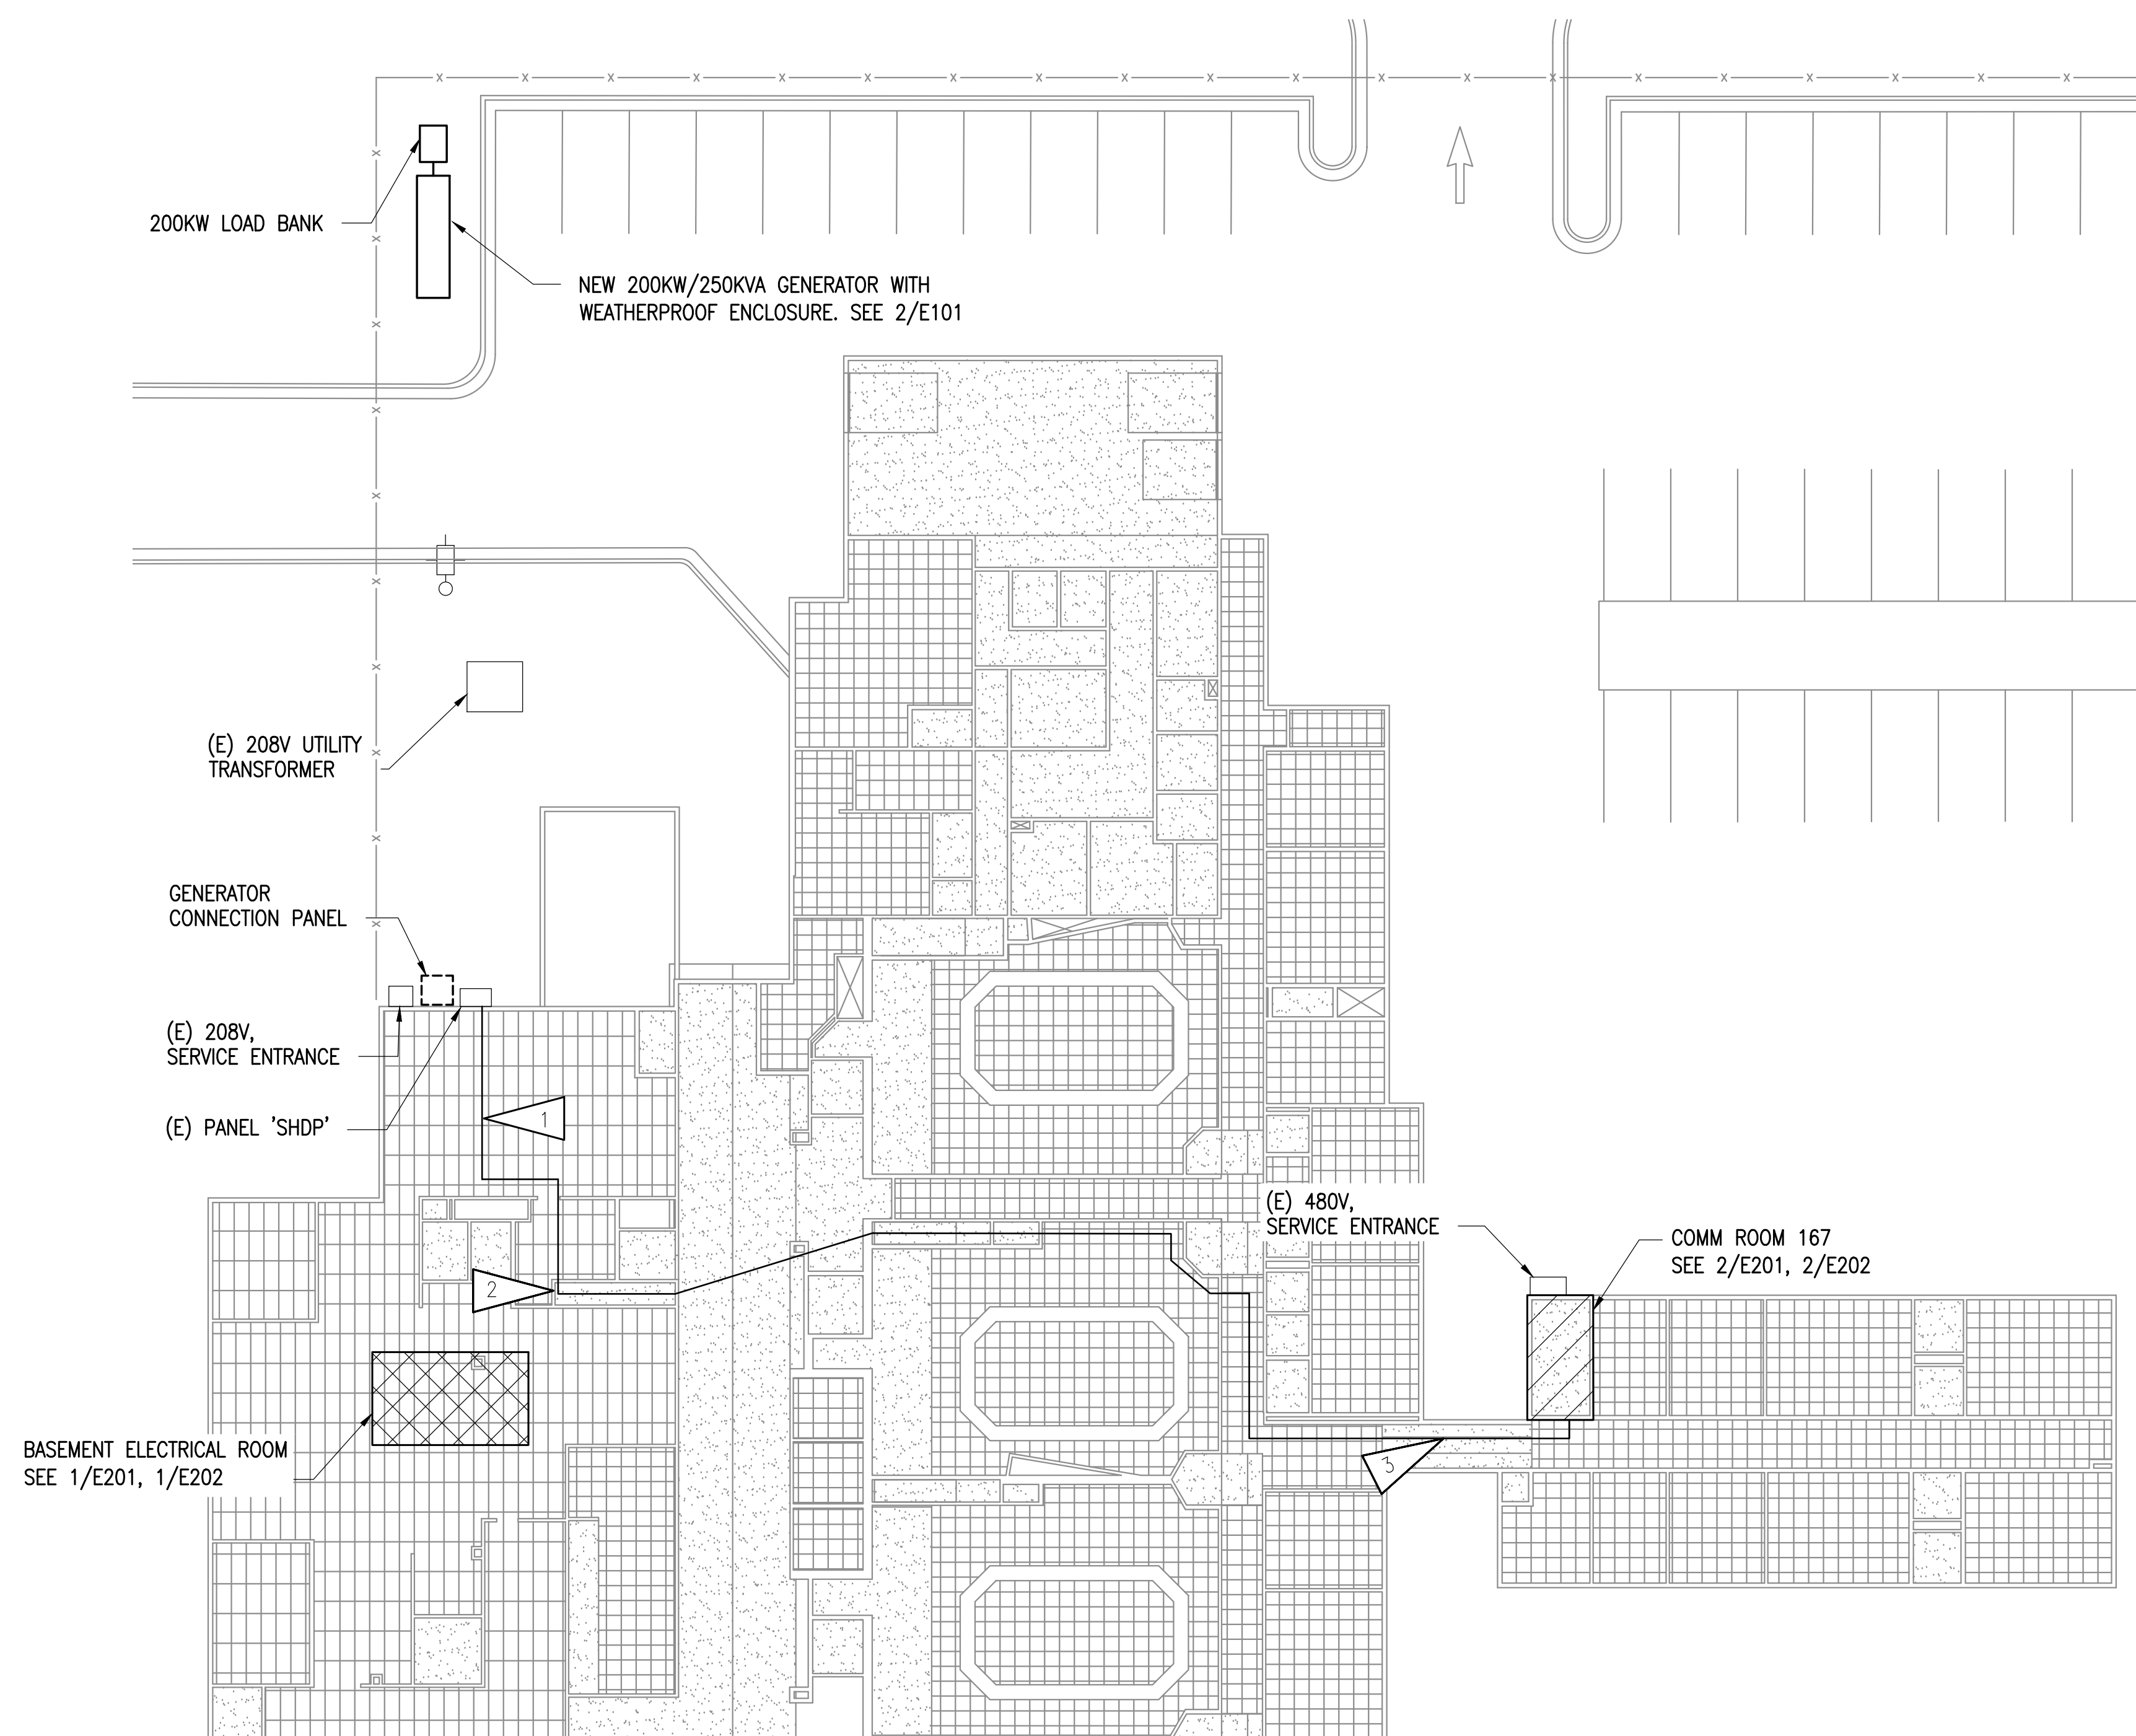 200KW LOAD BANK
NEW 200KW/250KVA GENERATOR WITH
WEATHERPROOF ENCLOSURE. SEE 2/E101
(E) 208V UTILITY
TRANSFORMER
GENERATOR
CONNECTION PANEL
(E) 208V,
SERVICE ENTRANCE
(E) PANEL 'SHDP'
1
2
(E) 480V,
SERVICE ENTRANCE
COMM ROOM 167
SEE 2/E201, 2/E202
3
BASEMENT ELECTRICAL ROOM
SEE 1/E201, 1/E202